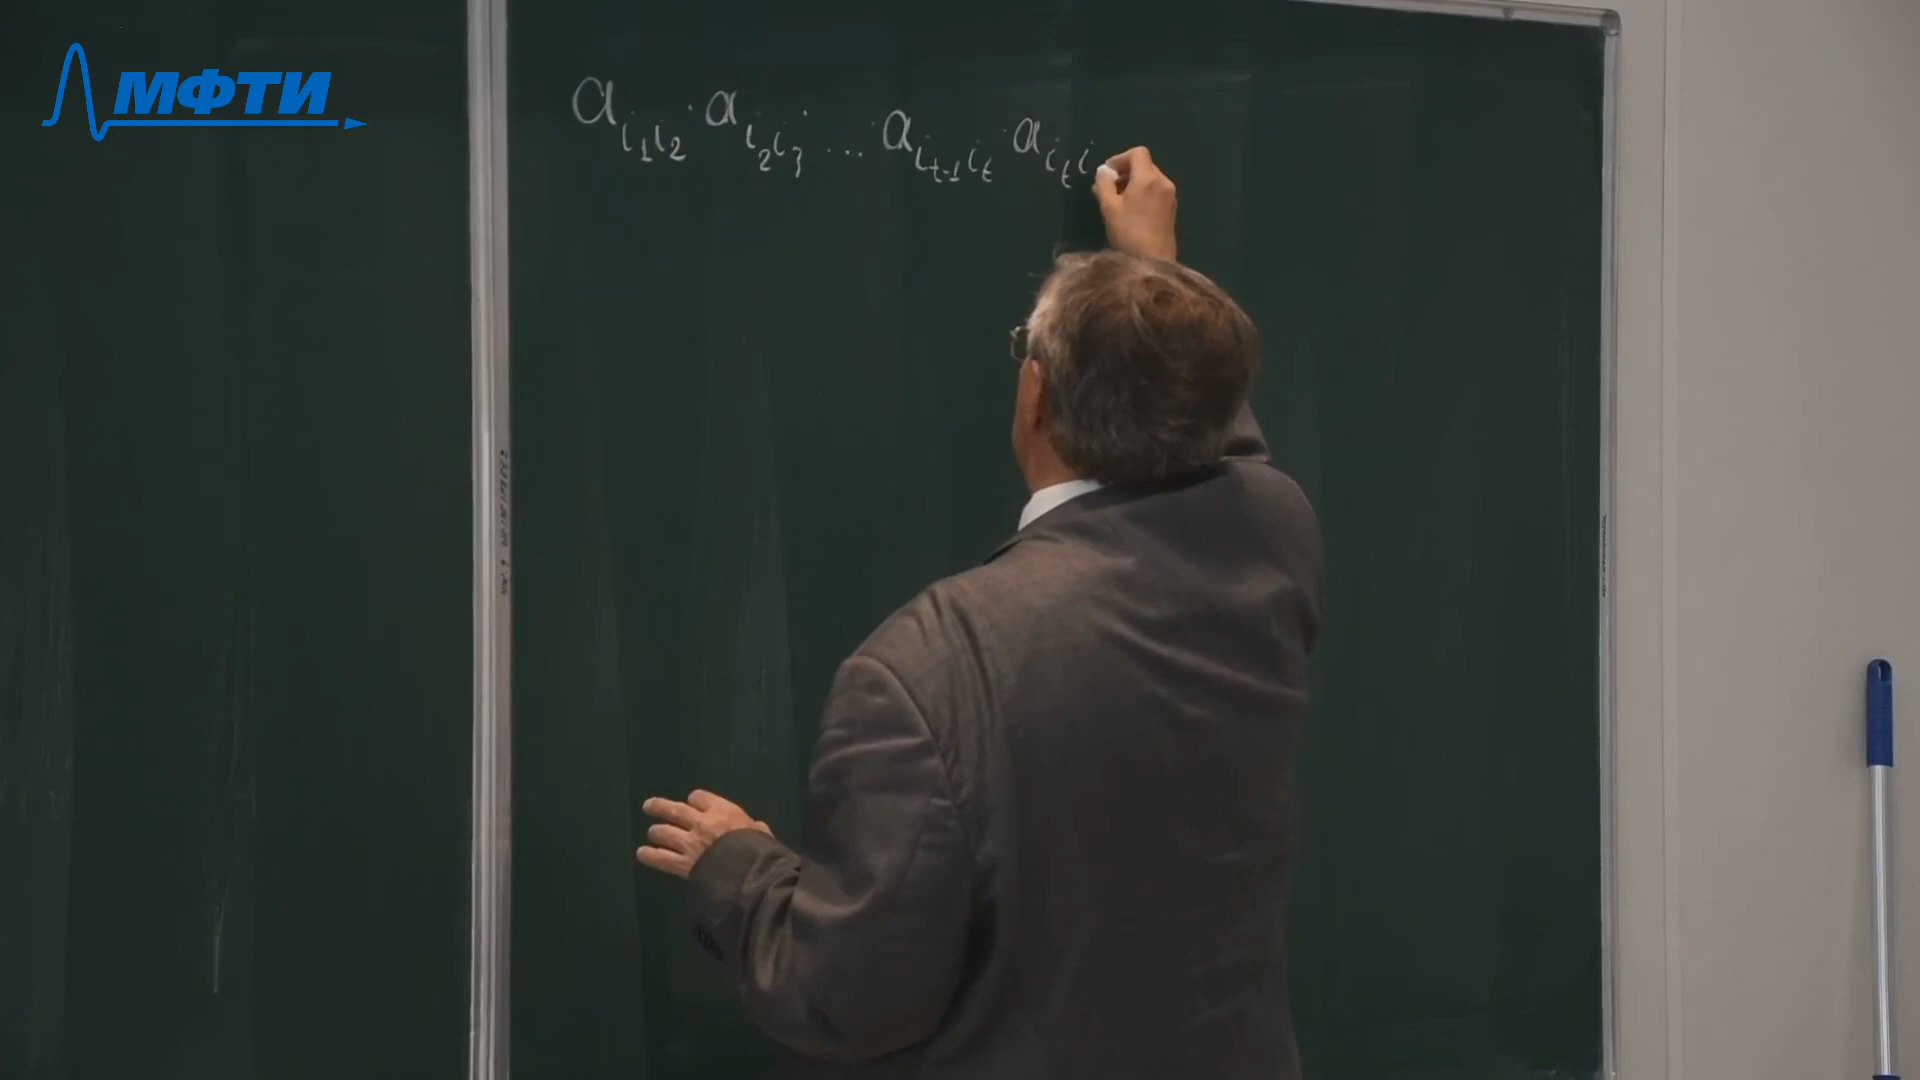 МФТИ
a_{i_1 i_2} · a_{i_2 i_3} · ... · a_{i_{t-1} i_t} · a_{i_t i